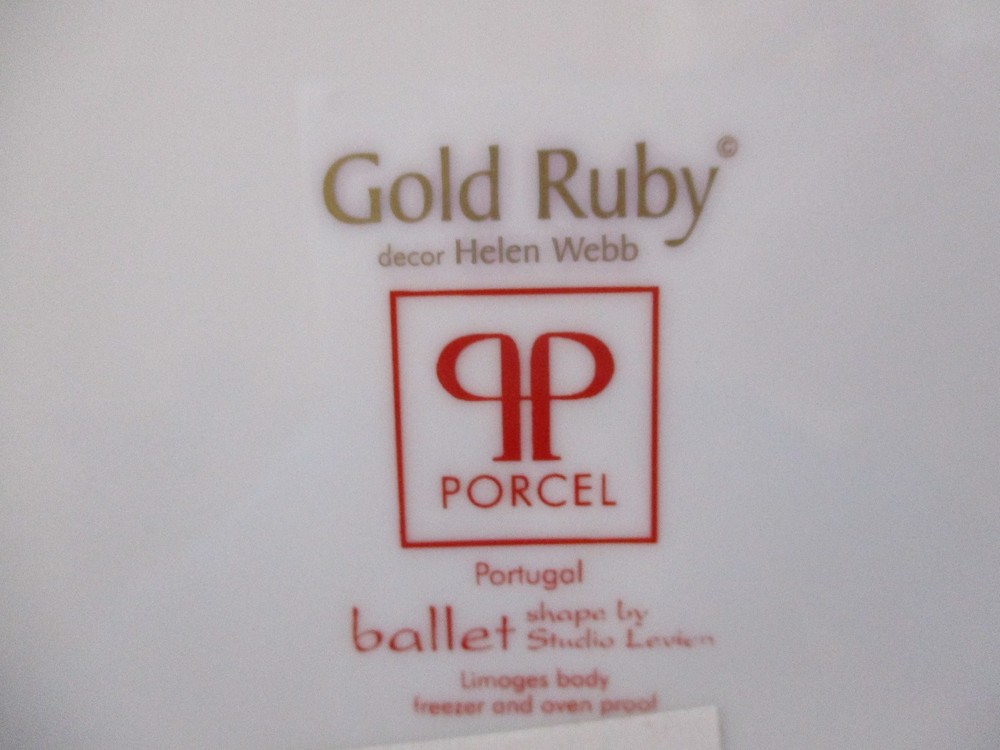 Gold Ruby©
decor Helen Webb
PP
PORCEL
Portugal
ballet shape by
Studio Levien
Limoges body
freezer and oven proof